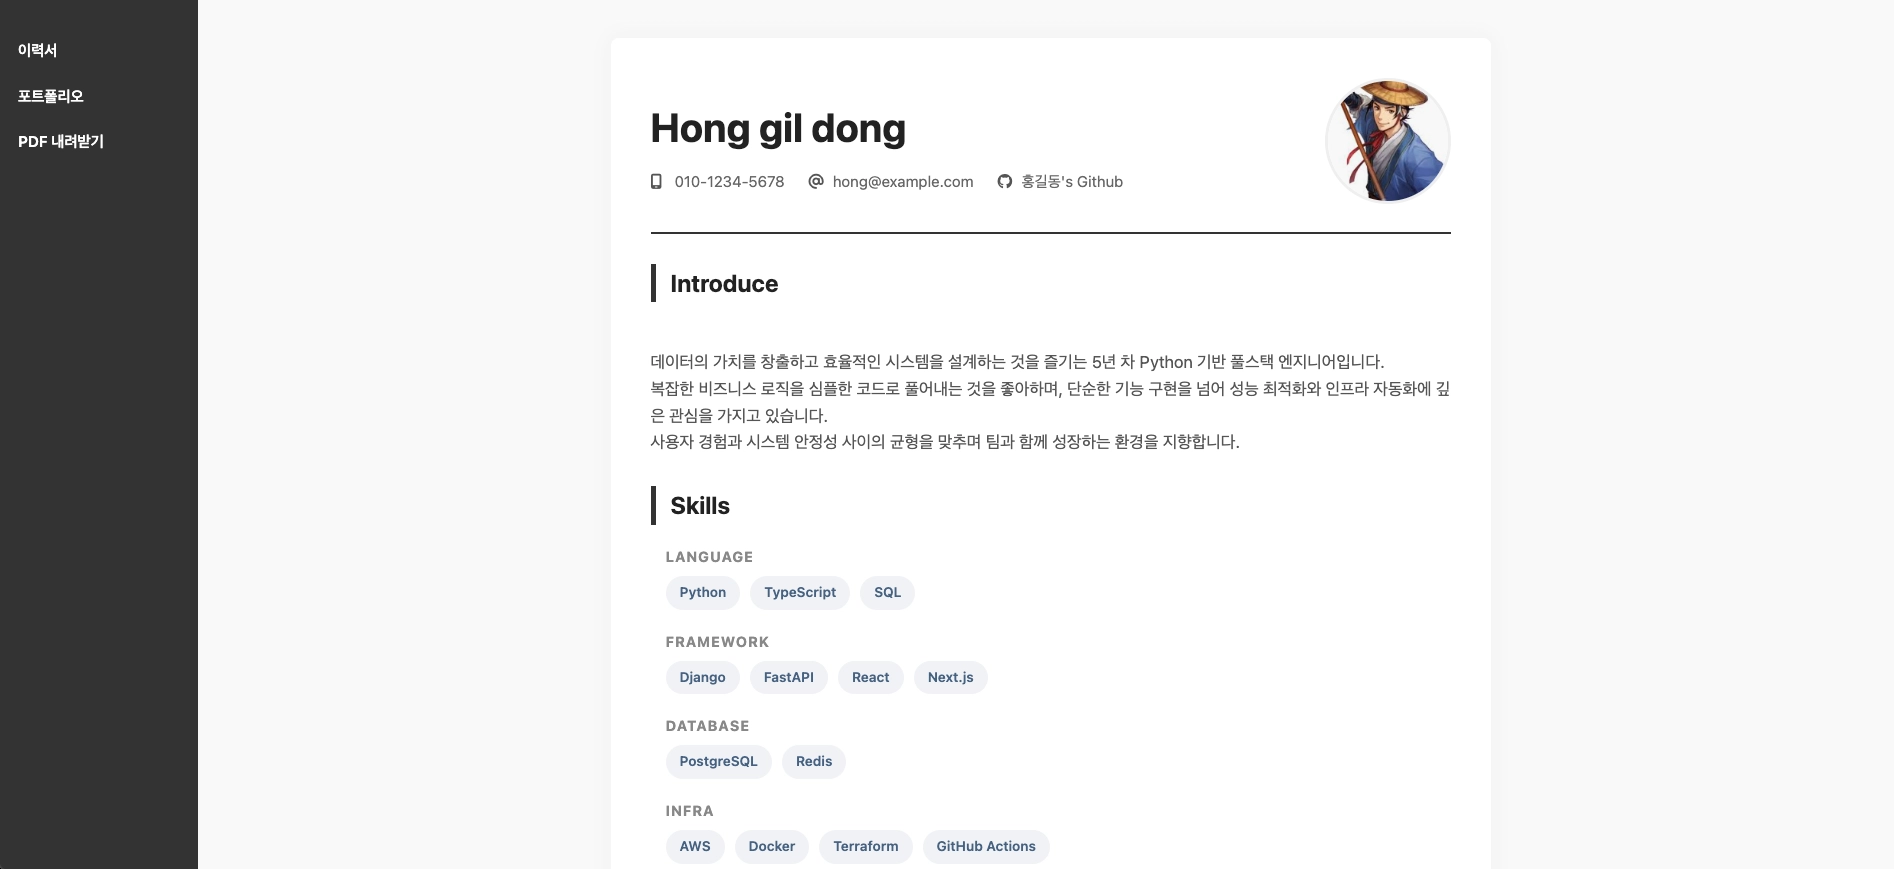 이력서
포트폴리오
PDF 내려받기
Hong gil dong
010-1234-5678 hong@example.com 홍길동's Github
Introduce
데이터의 가치를 창출하고 효율적인 시스템을 설계하는 것을 즐기는 5년 차 Python 기반 풀스택 엔지니어입니다.
복잡한 비즈니스 로직을 심플한 코드로 풀어내는 것을 좋아하며, 단순한 기능 구현을 넘어 성능 최적화와 인프라 자동화에 깊
은 관심을 가지고 있습니다.
사용자 경험과 시스템 안정성 사이의 균형을 맞추며 팀과 함께 성장하는 환경을 지향합니다.
Skills
LANGUAGE
Python TypeScript SQL
FRAMEWORK
Django FastAPI React Next.js
DATABASE
PostgreSQL Redis
INFRA
AWS Docker Terraform GitHub Actions